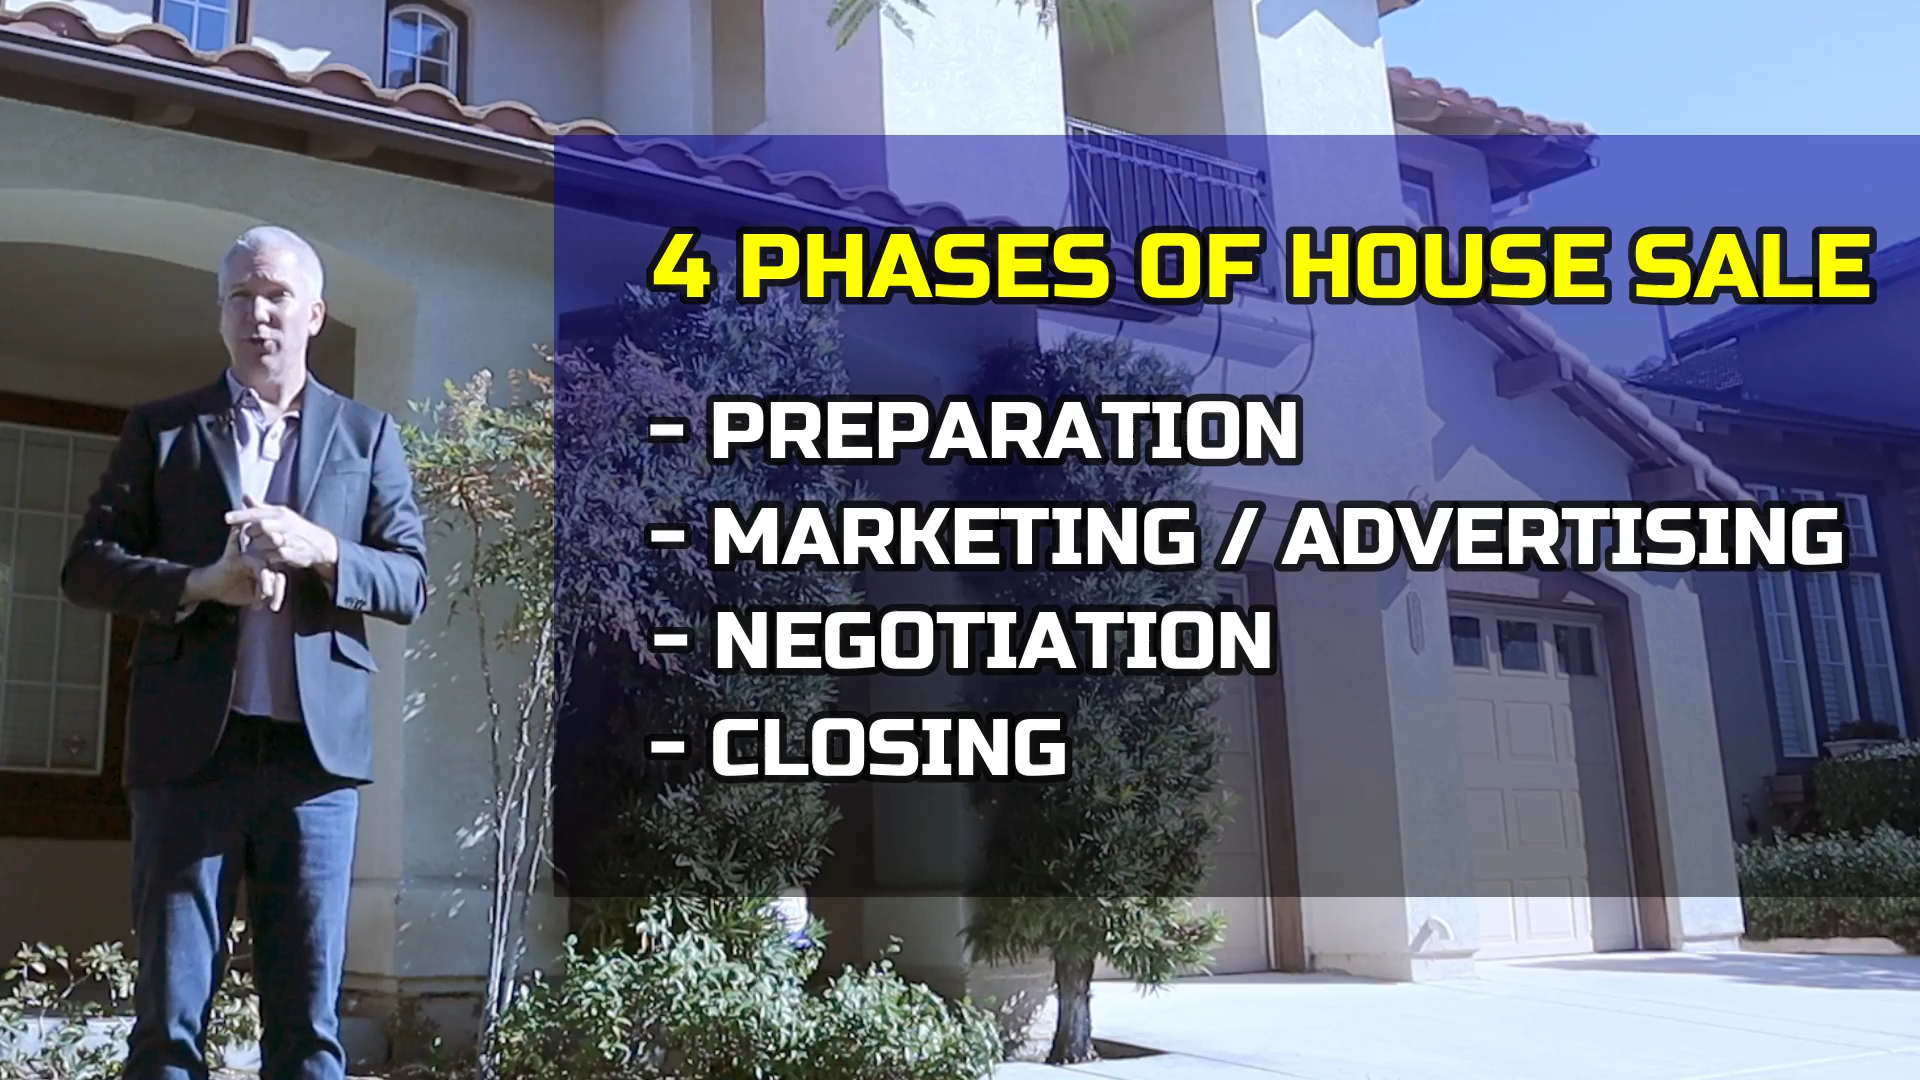 4 PHASES OF HOUSE SALE
- PREPARATION
- MARKETING / ADVERTISING
- NEGOTIATION
- CLOSING